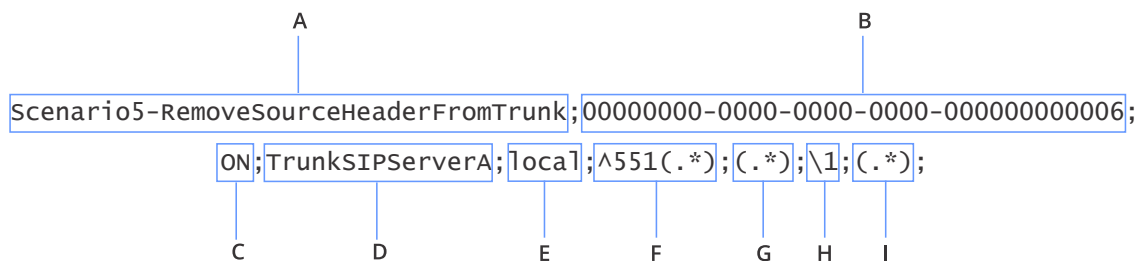 A B
Scenario5-RemoveSourceHeaderFromTrunk;00000000-0000-0000-0000-000000000006;
ON;TrunkSIPServerA;local;^551(.*);(.*);\1;(.*);
C D E F G H I